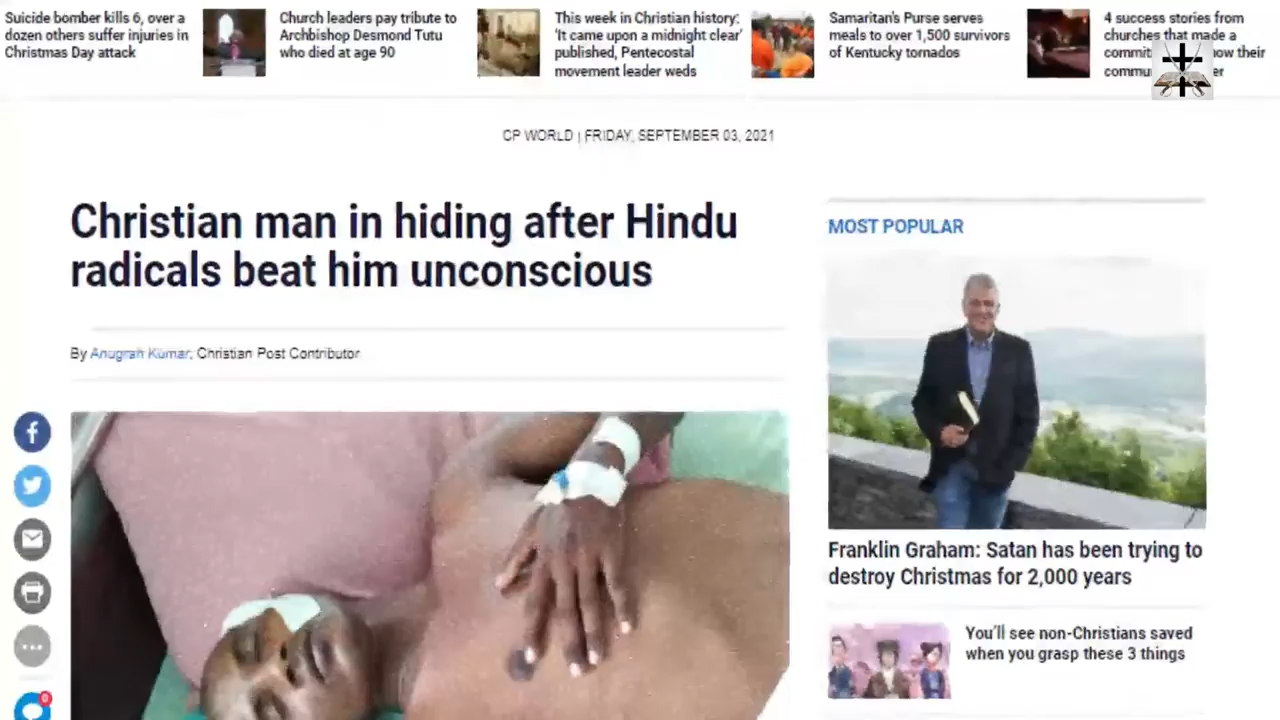 Suicide bomber kills 6, over a
dozen others suffer injuries in
Christmas Day attack
Church leaders pay tribute to
Archbishop Desmond Tutu
who died at age 90
This week in Christian history:
'It came upon a midnight clear'
published, Pentecostal
movement leader weds
Samaritan's Purse serves
meals to over 1,500 survivors
of Kentucky tornados
4 success stories from
churches that made a
their
CP WORLD | FRIDAY, SEPTEMBER 03, 2021
Christian man in hiding after Hindu
radicals beat him unconscious
By Anugrah Kumar, Christian Post Contributor
MOST POPULAR
Franklin Graham: Satan has been trying to
destroy Christmas for 2,000 years
You'll see non-Christians saved
when you grasp these 3 things
0